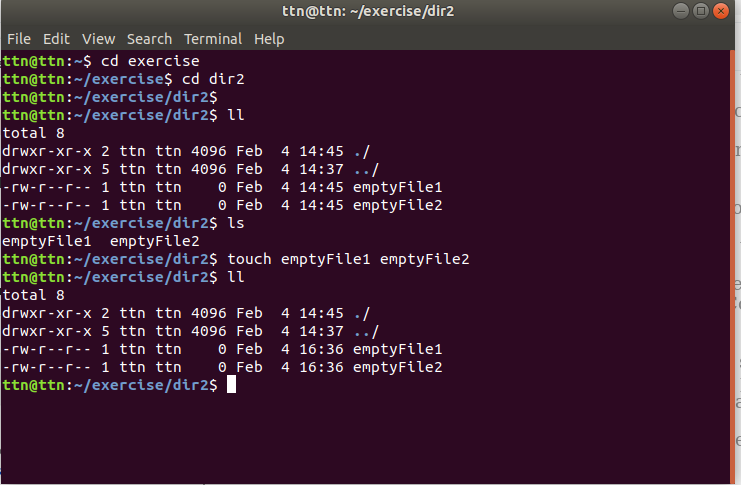 ttn@ttn: ~/exercise/dir2
File Edit View Search Terminal Help
ttn@ttn:~$ cd exercise
ttn@ttn:~/exercise$ cd dir2
ttn@ttn:~/exercise/dir2$
ttn@ttn:~/exercise/dir2$ ll
total 8
drwxr-xr-x 2 ttn ttn 4096 Feb  4 14:45 ./
drwxr-xr-x 5 ttn ttn 4096 Feb  4 14:37 ../
-rw-r--r-- 1 ttn ttn    0 Feb  4 14:45 emptyFile1
-rw-r--r-- 1 ttn ttn    0 Feb  4 14:45 emptyFile2
ttn@ttn:~/exercise/dir2$ ls
emptyFile1  emptyFile2
ttn@ttn:~/exercise/dir2$ touch emptyFile1 emptyFile2
ttn@ttn:~/exercise/dir2$ ll
total 8
drwxr-xr-x 2 ttn ttn 4096 Feb  4 14:45 ./
drwxr-xr-x 5 ttn ttn 4096 Feb  4 14:37 ../
-rw-r--r-- 1 ttn ttn    0 Feb  4 16:36 emptyFile1
-rw-r--r-- 1 ttn ttn    0 Feb  4 16:36 emptyFile2
ttn@ttn:~/exercise/dir2$